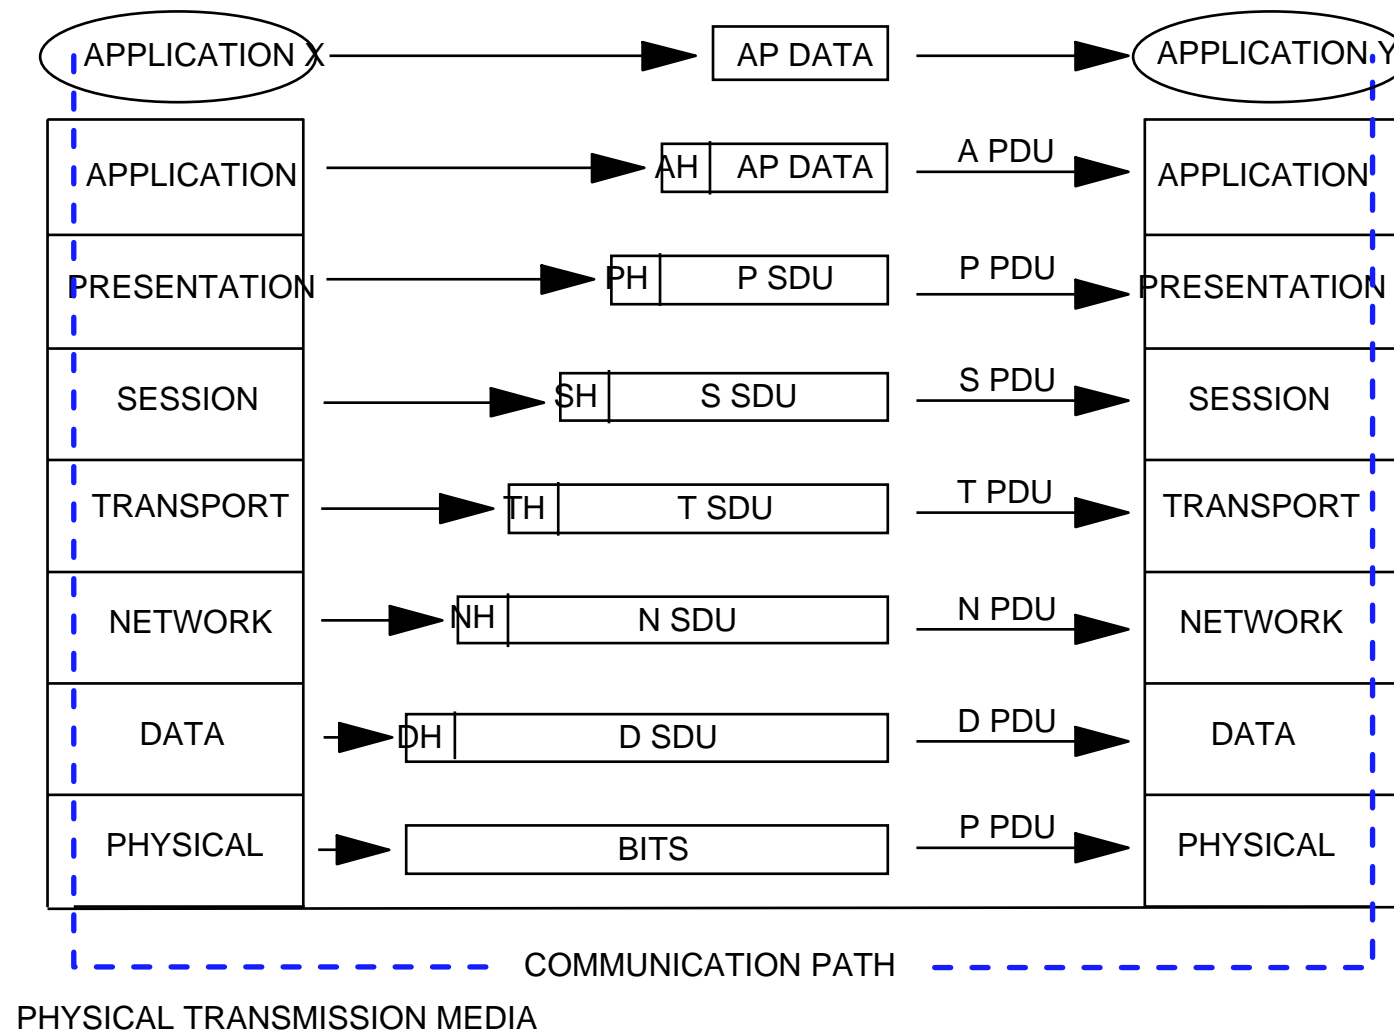 APPLICATION X AP DATA APPLICATION Y
APPLICATION AH AP DATA A PDU APPLICATION
PRESENTATION PH P SDU P PDU PRESENTATION
SESSION SH S SDU S PDU SESSION
TRANSPORT TH T SDU T PDU TRANSPORT
NETWORK NH N SDU N PDU NETWORK
DATA DH D SDU D PDU DATA
PHYSICAL BITS P PDU PHYSICAL
COMMUNICATION PATH
PHYSICAL TRANSMISSION MEDIA